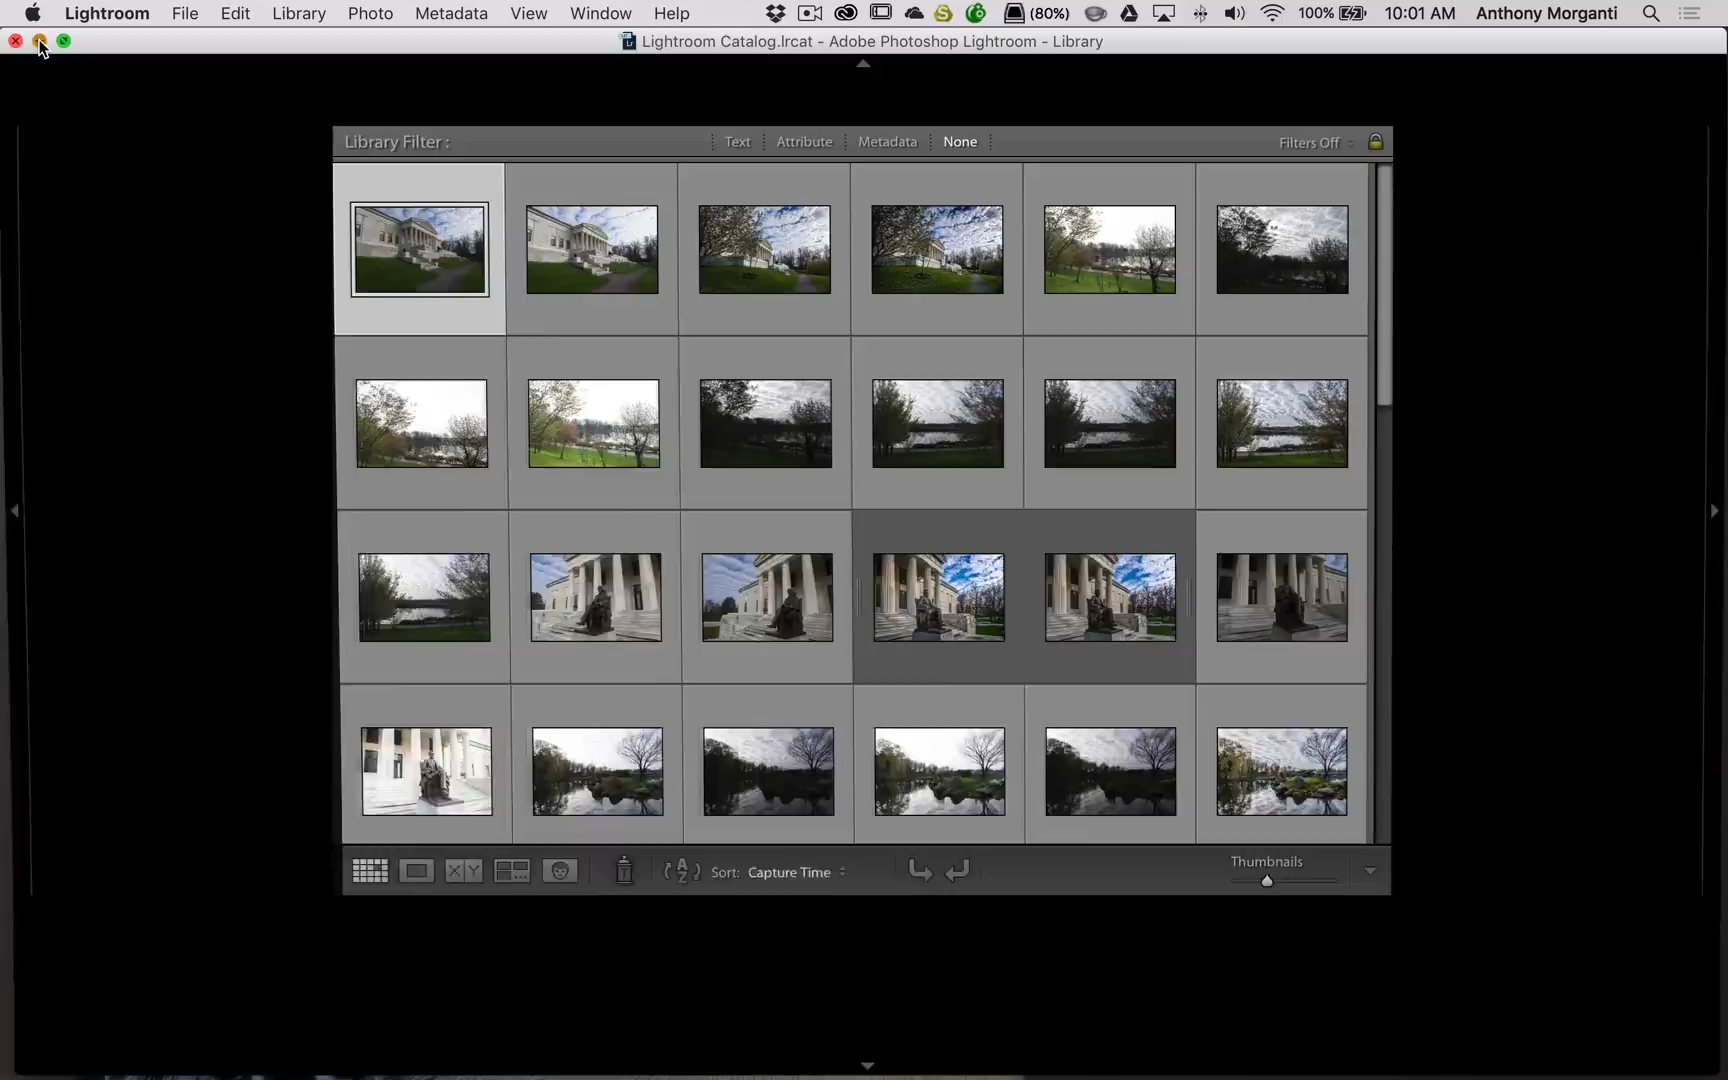 Lightroom File Edit Library Photo Metadata View Window Help (80%) 100% 10:01 AM Anthony Morganti
Lightroom Catalog.lrcat - Adobe Photoshop Lightroom - Library
Library Filter : Text Attribute Metadata None Filters Off
XY Sort: Capture Time Thumbnails